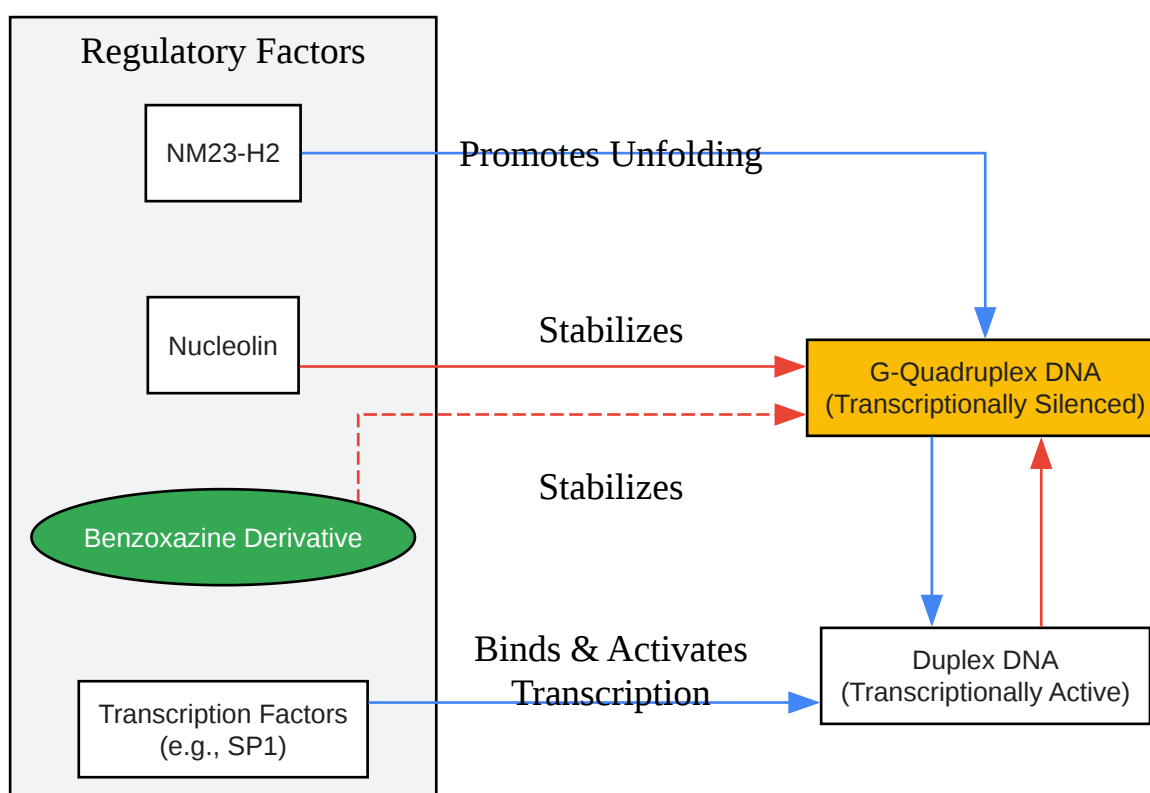 Regulatory Factors
NM23-H2
Promotes Unfolding
Nucleolin
Stabilizes
G-Quadruplex DNA
(Transcriptionally Silenced)
Stabilizes
Benzoxazine Derivative
Binds & Activates
Transcription
Transcription Factors
(e.g., SP1)
Duplex DNA
(Transcriptionally Active)